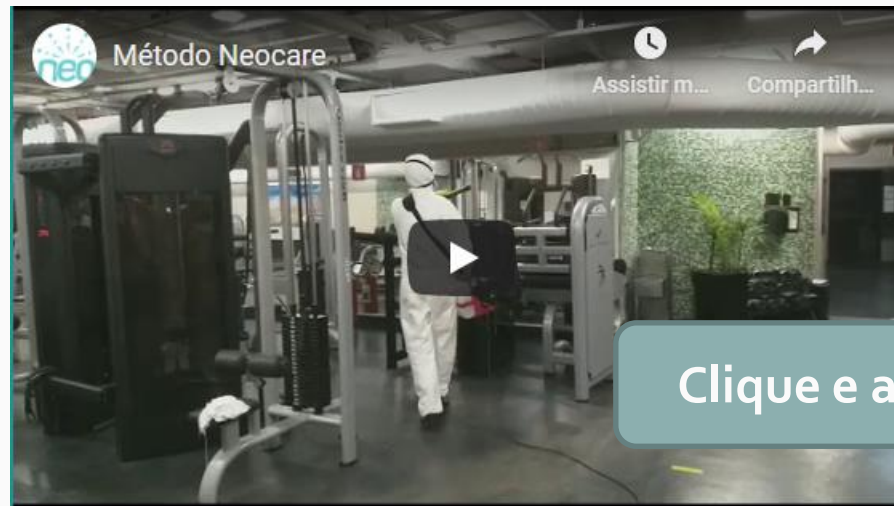 neo
Método Neocare
Assistir m...
Compartilh...
Clique e a